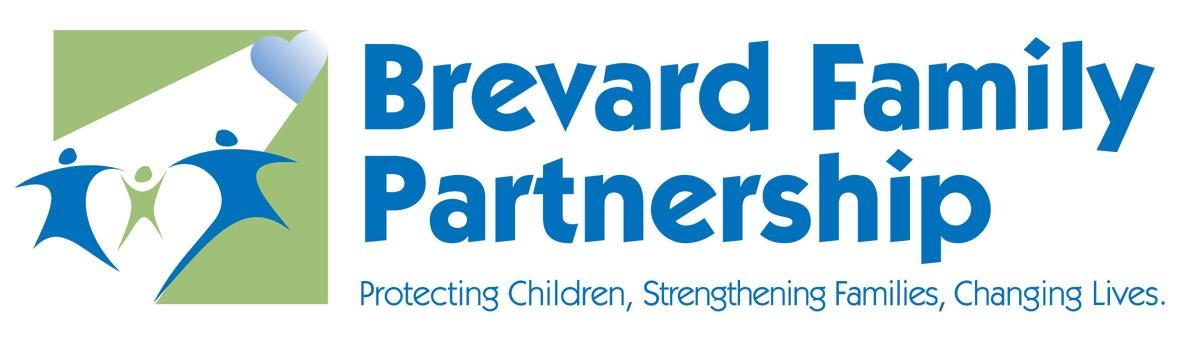 Brevard Family
Partnership
Protecting Children, Strengthening Families, Changing Lives.